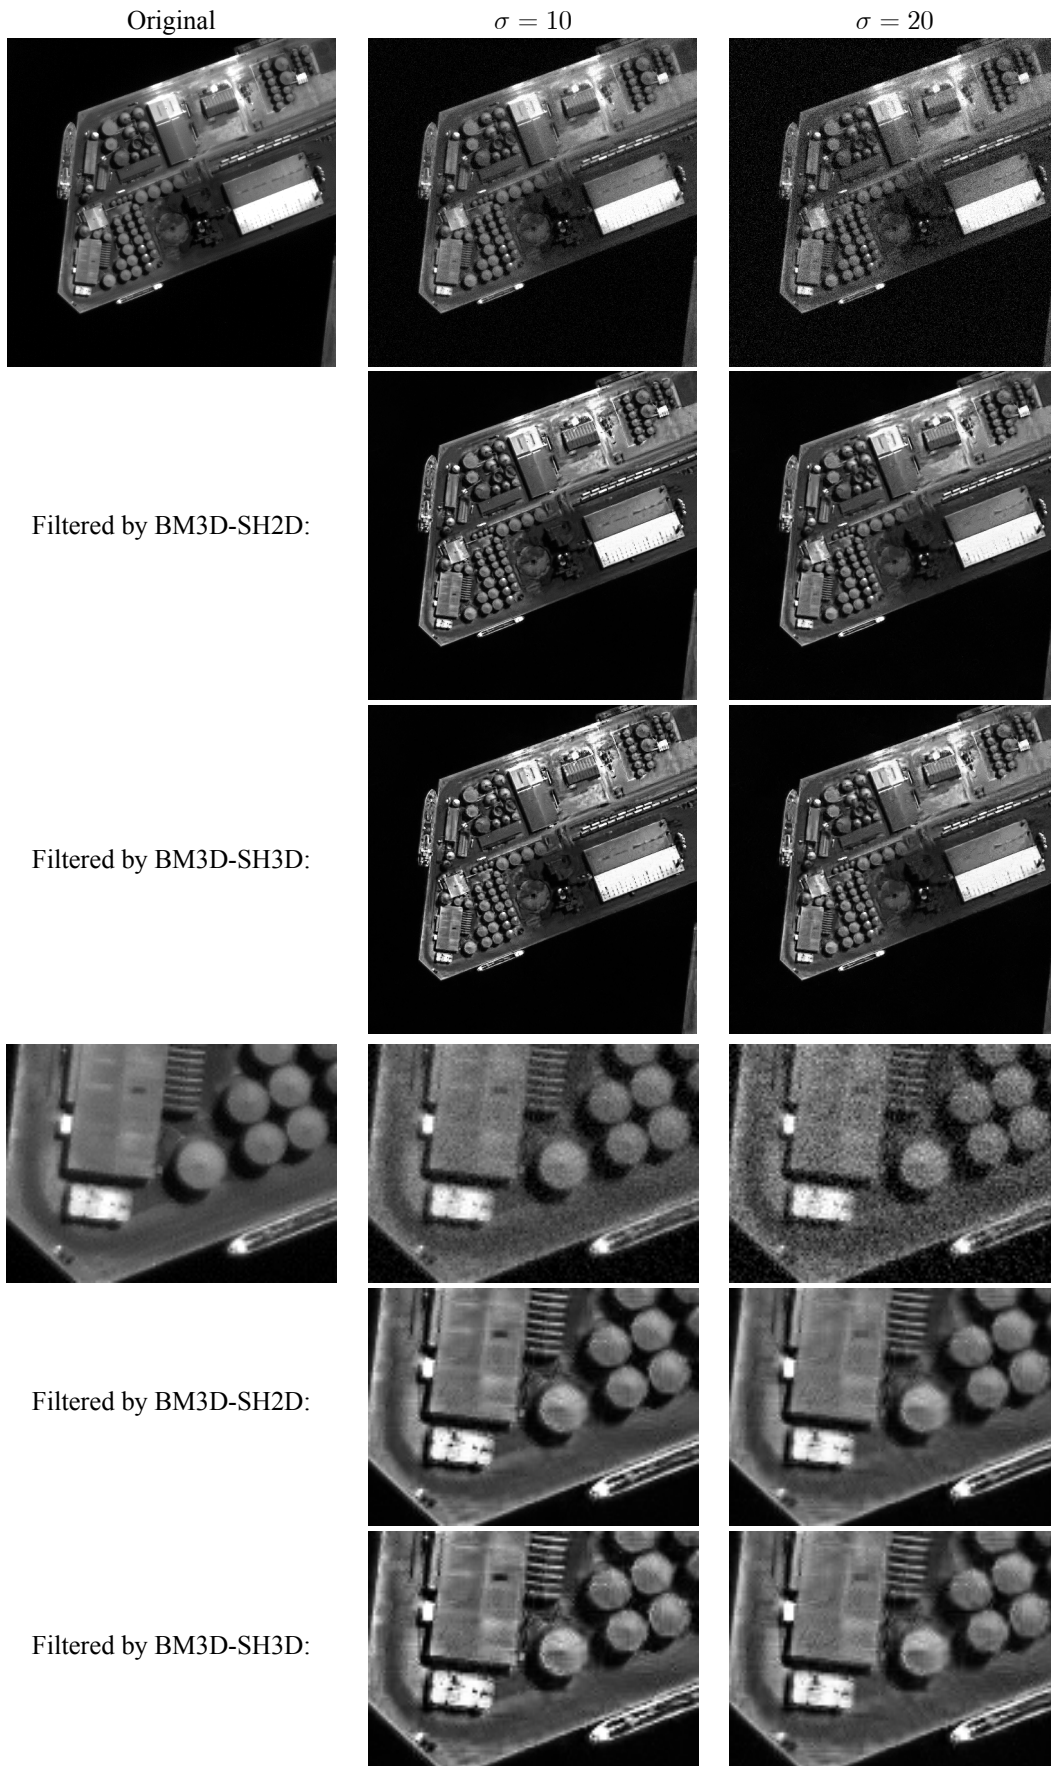 Original
σ = 10
σ = 20
Filtered by BM3D-SH2D:
Filtered by BM3D-SH3D:
Filtered by BM3D-SH2D:
Filtered by BM3D-SH3D: